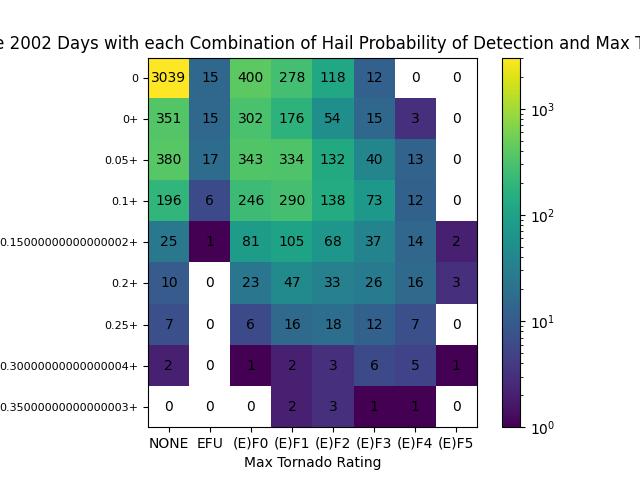 e 2002 Days with each Combination of Hail Probability of Detection and Max T
0 3039 15 400 278 118 12 0 0
0+ 351 15 302 176 54 15 3 0
0.05+ 380 17 343 334 132 40 13 0
0.1+ 196 6 246 290 138 73 12 0
0.15000000000000002+ 25 1 81 105 68 37 14 2
0.2+ 10 0 23 47 33 26 16 3
0.25+ 7 0 6 16 18 12 7 0
0.30000000000000004+ 2 0 1 2 3 6 5 1
0.35000000000000003+ 0 0 0 2 3 1 1 0
NONE EFU (E)F0 (E)F1 (E)F2 (E)F3 (E)F4 (E)F5
Max Tornado Rating
10³
10²
10¹
10⁰